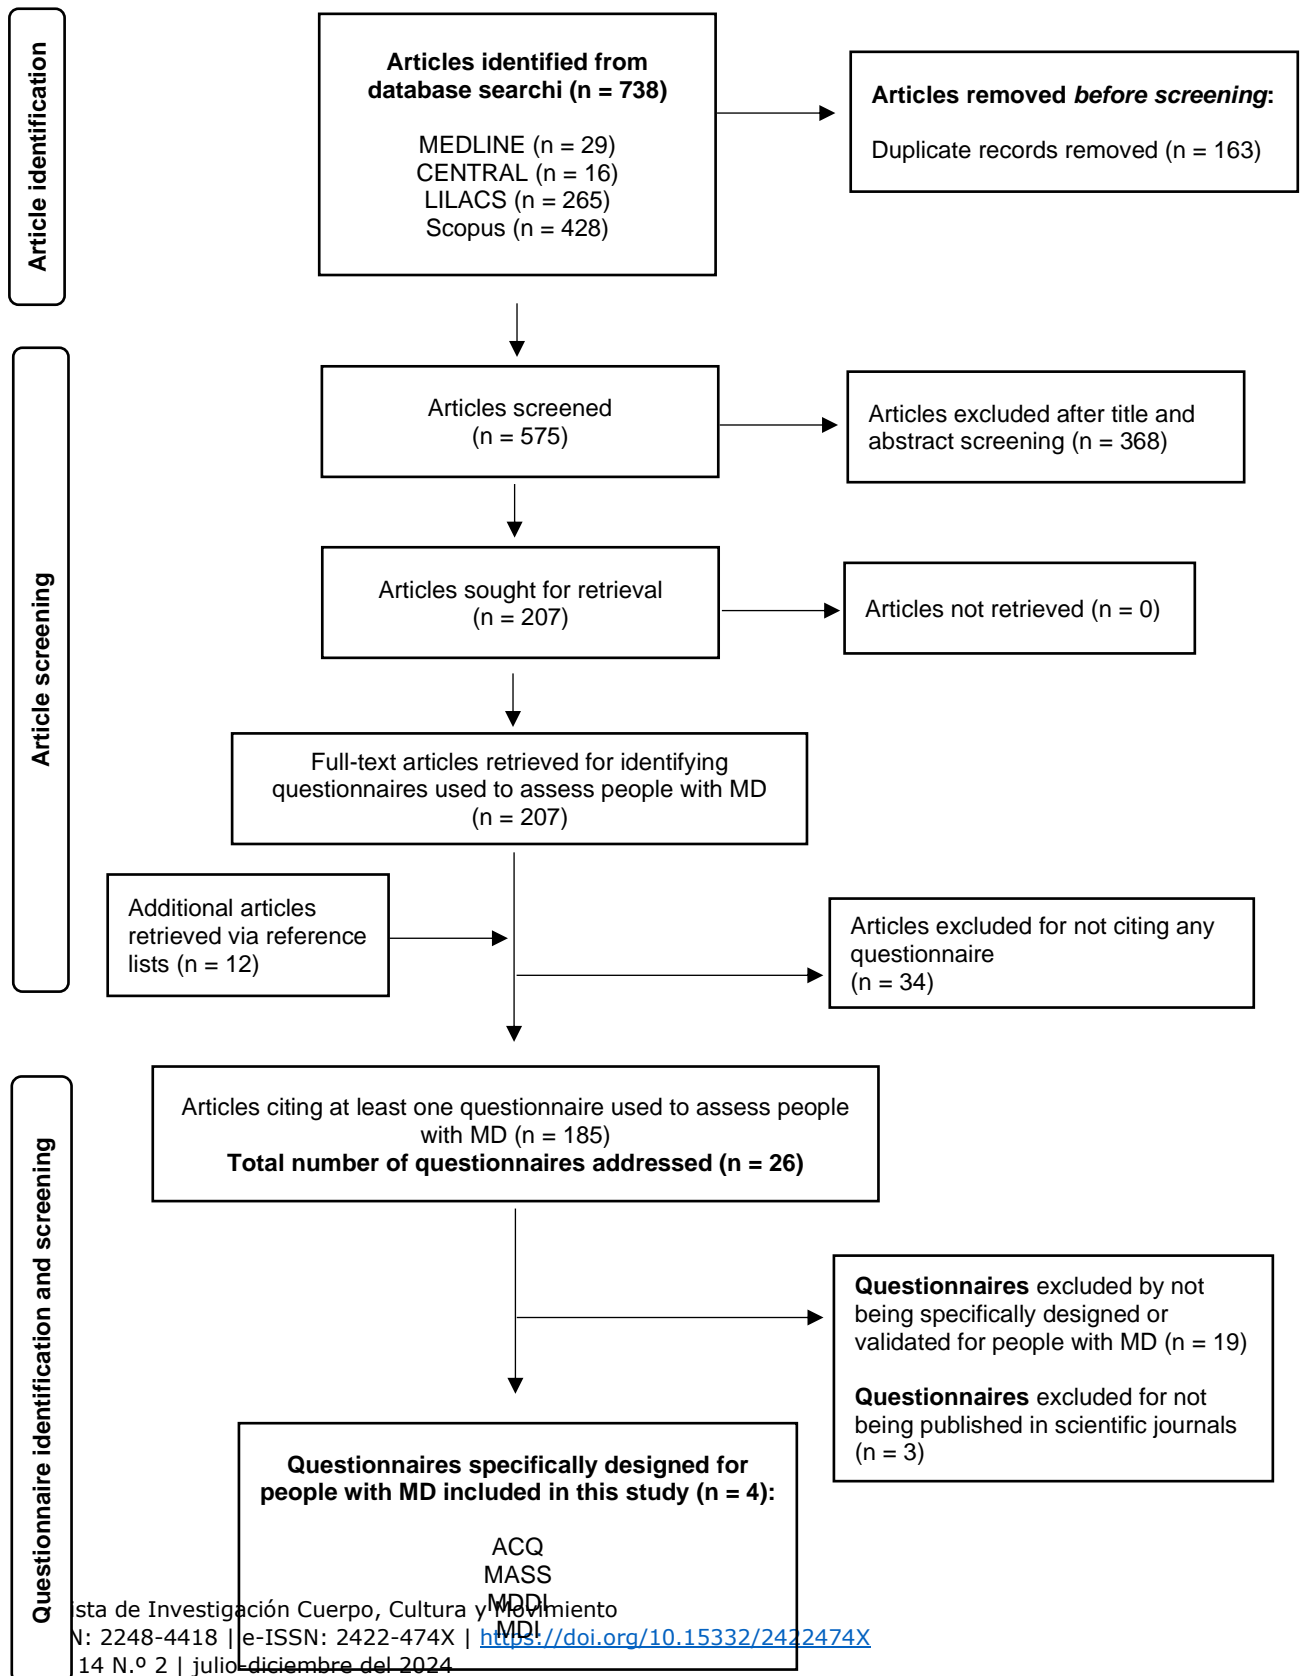 Article identification
Articles identified from
database searchi (n = 738)
MEDLINE (n = 29)
CENTRAL (n = 16)
LILACS (n = 265)
Scopus (n = 428)
Articles removed before screening:
Duplicate records removed (n = 163)
Article screening
Articles screened
(n = 575)
Articles excluded after title and
abstract screening (n = 368)
Articles sought for retrieval
(n = 207)
Articles not retrieved (n = 0)
Full-text articles retrieved for identifying
questionnaires used to assess people with MD
(n = 207)
Additional articles
retrieved via reference
lists (n = 12)
Articles excluded for not citing any
questionnaire
(n = 34)
Questionnaire identification and screening
Articles citing at least one questionnaire used to assess people
with MD (n = 185)
Total number of questionnaires addressed (n = 26)
Questionnaires excluded by not
being specifically designed or
validated for people with MD (n = 19)
Questionnaires excluded for not
being published in scientific journals
(n = 3)
Questionnaires specifically designed for
people with MD included in this study (n = 4):
ACQ
MASS
MDDI
MDI
ista de Investigación Cuerpo, Cultura y Movimiento
N: 2248-4418 | e-ISSN: 2422-474X | https://doi.org/10.15332/2422474X
14 N.º 2 | julio-diciembre del 2024